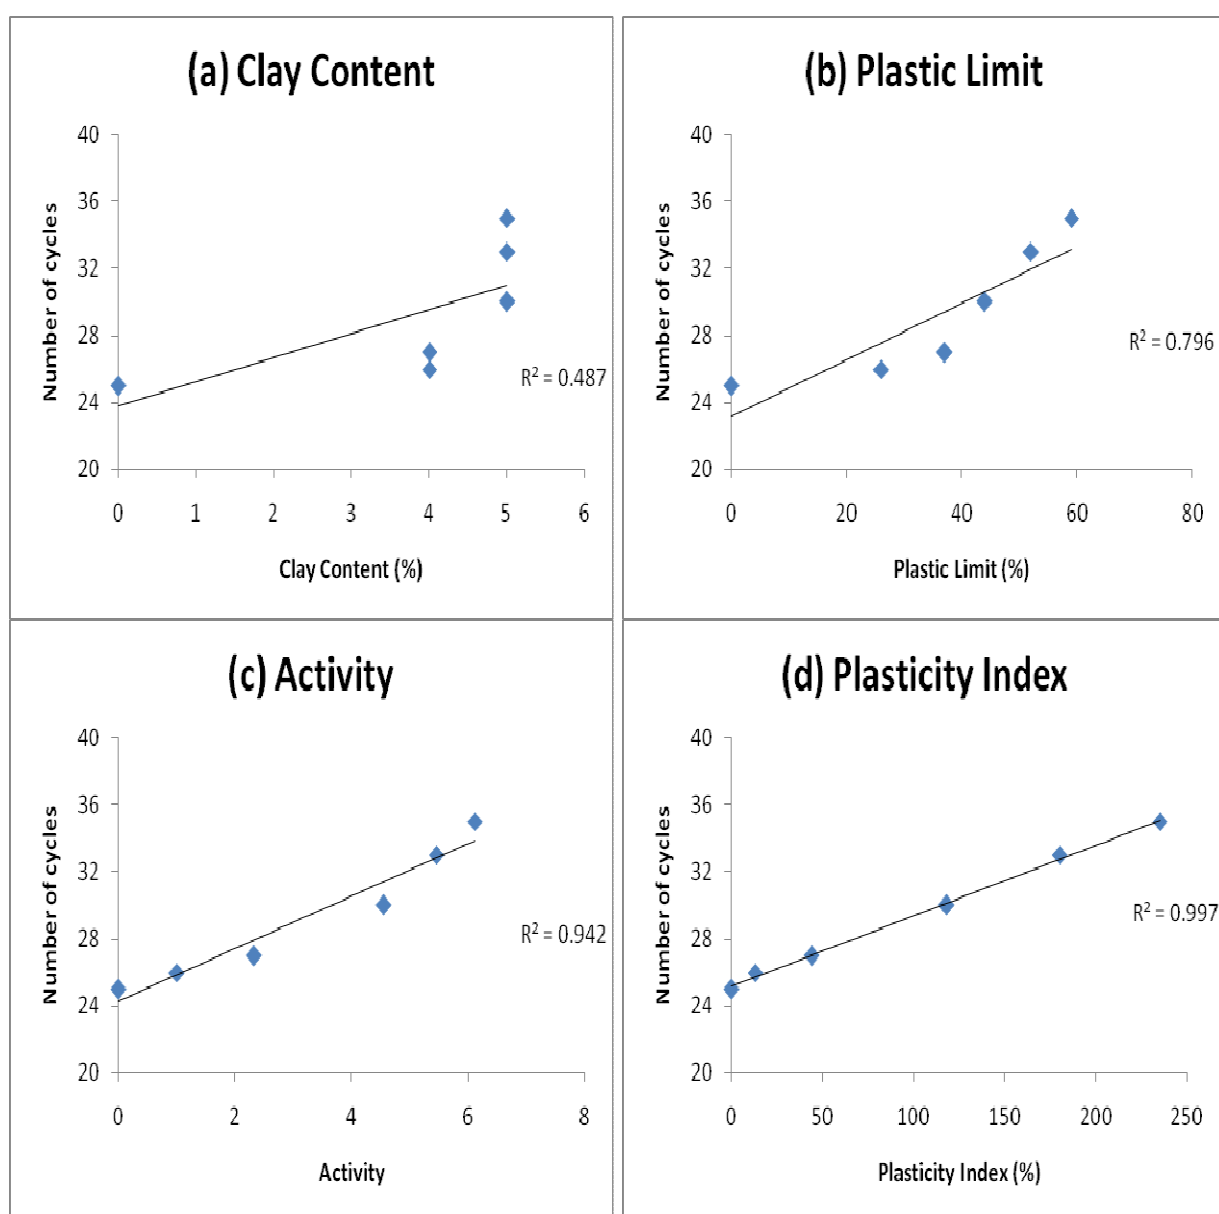 (a) Clay Content
Number of cycles
40
36
32
28
24
20
R² = 0.487
0 1 2 3 4 5 6
Clay Content (%)
(b) Plastic Limit
Number of cycles
40
36
32
28
24
20
R² = 0.796
0 20 40 60 80
Plastic Limit (%)
(c) Activity
Number of cycles
40
36
32
28
24
20
R² = 0.942
0 2 4 6 8
Activity
(d) Plasticity Index
Number of cycles
40
36
32
28
24
20
R² = 0.997
0 50 100 150 200 250
Plasticity Index (%)